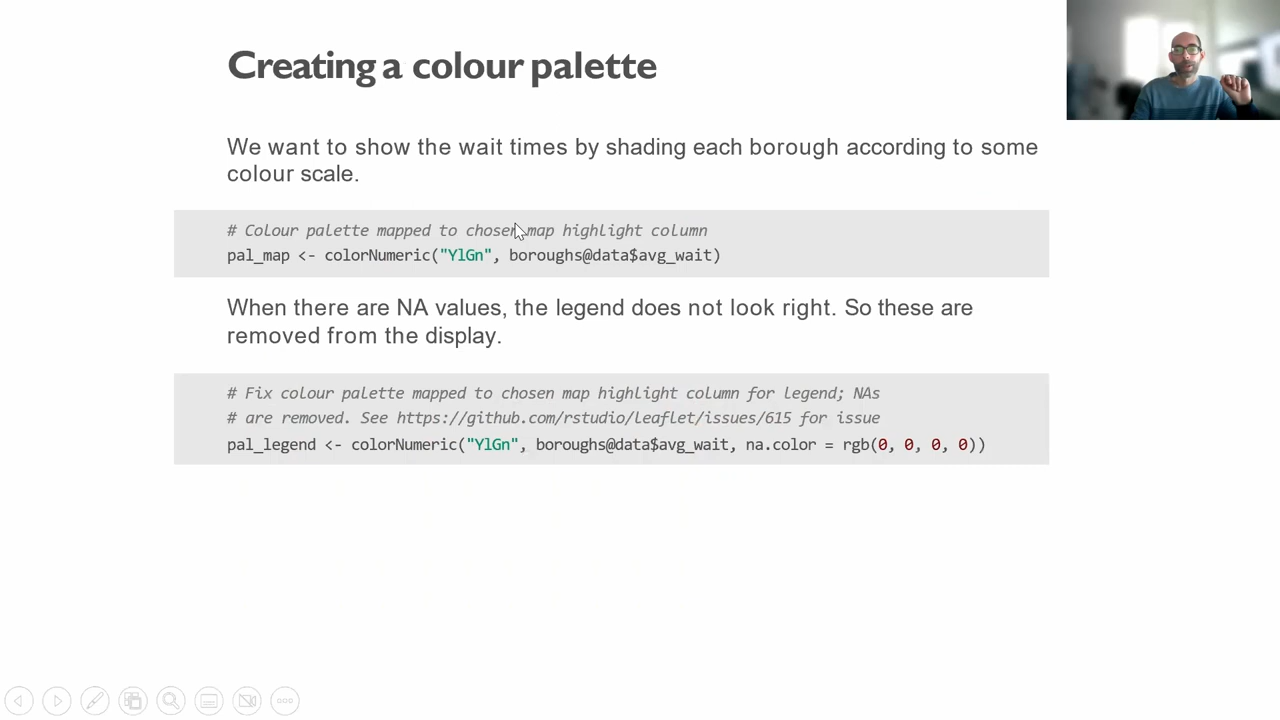 Creating a colour palette
We want to show the wait times by shading each borough according to some
colour scale.
# Colour palette mapped to chosen map highlight column
pal_map <- colorNumeric("YlGn", boroughs@data$avg_wait)
When there are NA values, the legend does not look right. So these are
removed from the display.
# Fix colour palette mapped to chosen map highlight column for legend; NAs
# are removed. See https://github.com/rstudio/leaflet/issues/615 for issue
pal_legend <- colorNumeric("YlGn", boroughs@data$avg_wait, na.color = rgb(0, 0, 0, 0))